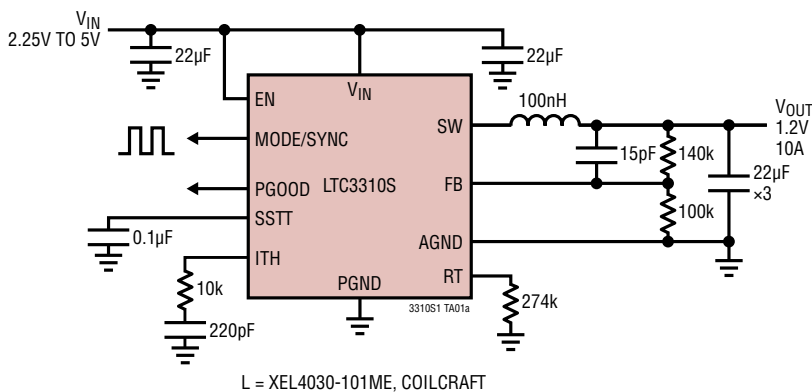 VIN
2.25V TO 5V
22µF
22µF
EN
VIN
MODE/SYNC
SW
100nH
VOUT
1.2V
10A
15pF
140k
22µF
×3
PGOOD
LTC3310S
FB
SSTT
100k
0.1µF
AGND
ITH
RT
10k
PGND
3310S1 TA01a
274k
220pF
L = XEL4030-101ME, COILCRAFT